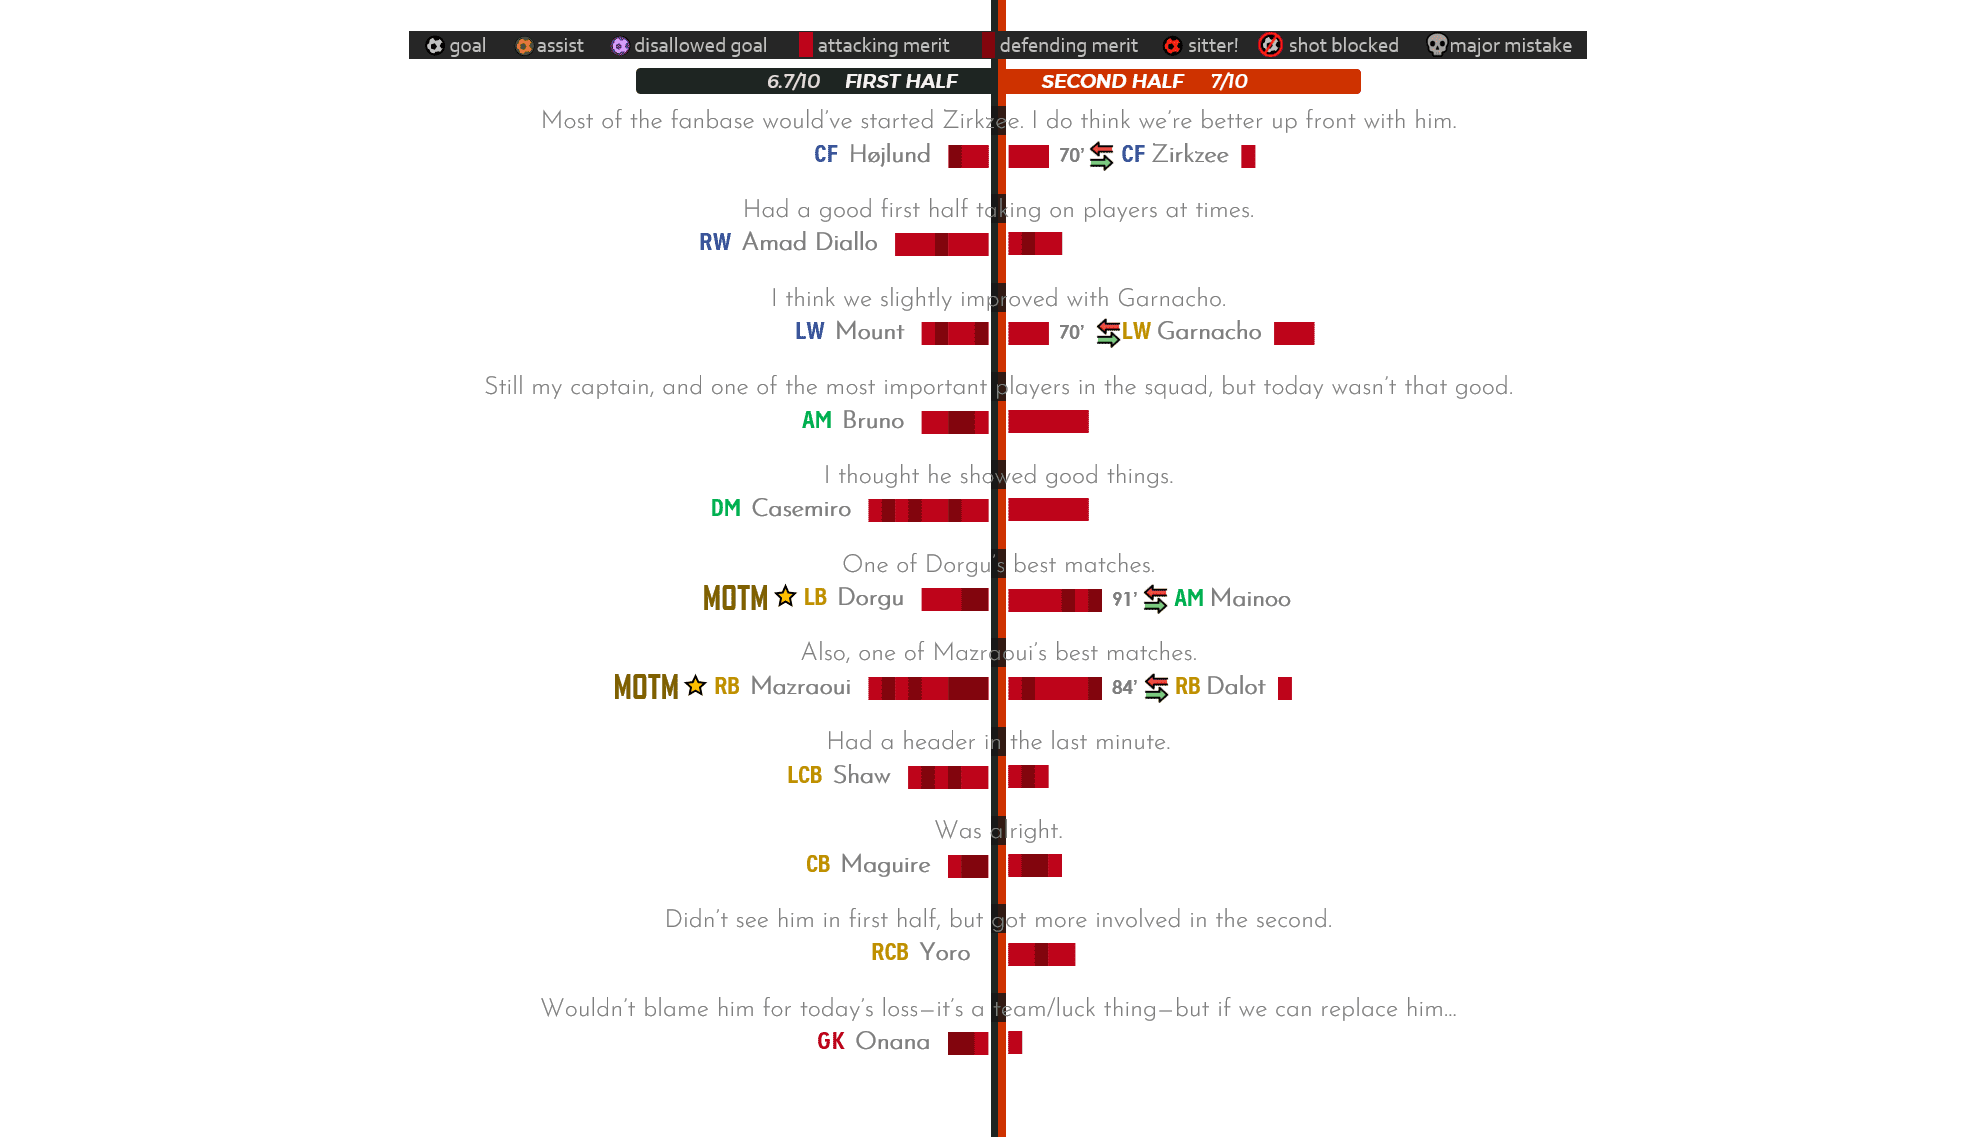 goal assist disallowed goal attacking merit defending merit sitter! shot blocked major mistake
6.7/10 FIRST HALF SECOND HALF 7/10
Most of the fanbase would've started Zirkzee. I do think we're better up front with him.
CF Højlund 70' CF Zirkzee
Had a good first half taking on players at times.
RW Amad Diallo
I think we slightly improved with Garnacho.
LW Mount 70' LW Garnacho
Still my captain, and one of the most important players in the squad, but today wasn't that good.
AM Bruno
I thought he showed good things.
DM Casemiro
One of Dorgu's best matches.
MOTM LB Dorgu 91' AM Mainoo
Also, one of Mazraoui's best matches.
MOTM RB Mazraoui 84' RB Dalot
Had a header in the last minute.
LCB Shaw
Was alright.
CB Maguire
Didn't see him in first half, but got more involved in the second.
RCB Yoro
Wouldn't blame him for today's loss—it's a team/luck thing—but if we can replace him...
GK Onana